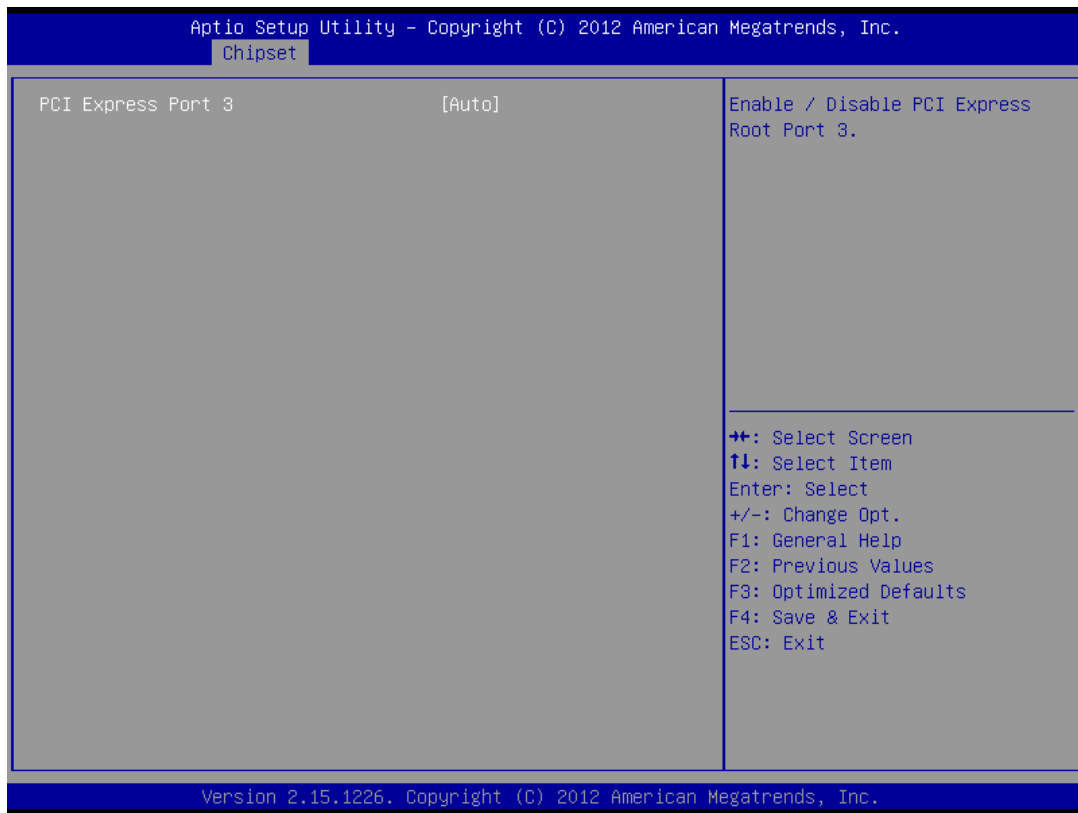 Aptio Setup Utility – Copyright (C) 2012 American Megatrends, Inc.
Chipset
PCI Express Port 3 [Auto]
Enable / Disable PCI Express
Root Port 3.
→←: Select Screen
↑↓: Select Item
Enter: Select
+/-: Change Opt.
F1: General Help
F2: Previous Values
F3: Optimized Defaults
F4: Save & Exit
ESC: Exit
Version 2.15.1226. Copyright (C) 2012 American Megatrends, Inc.